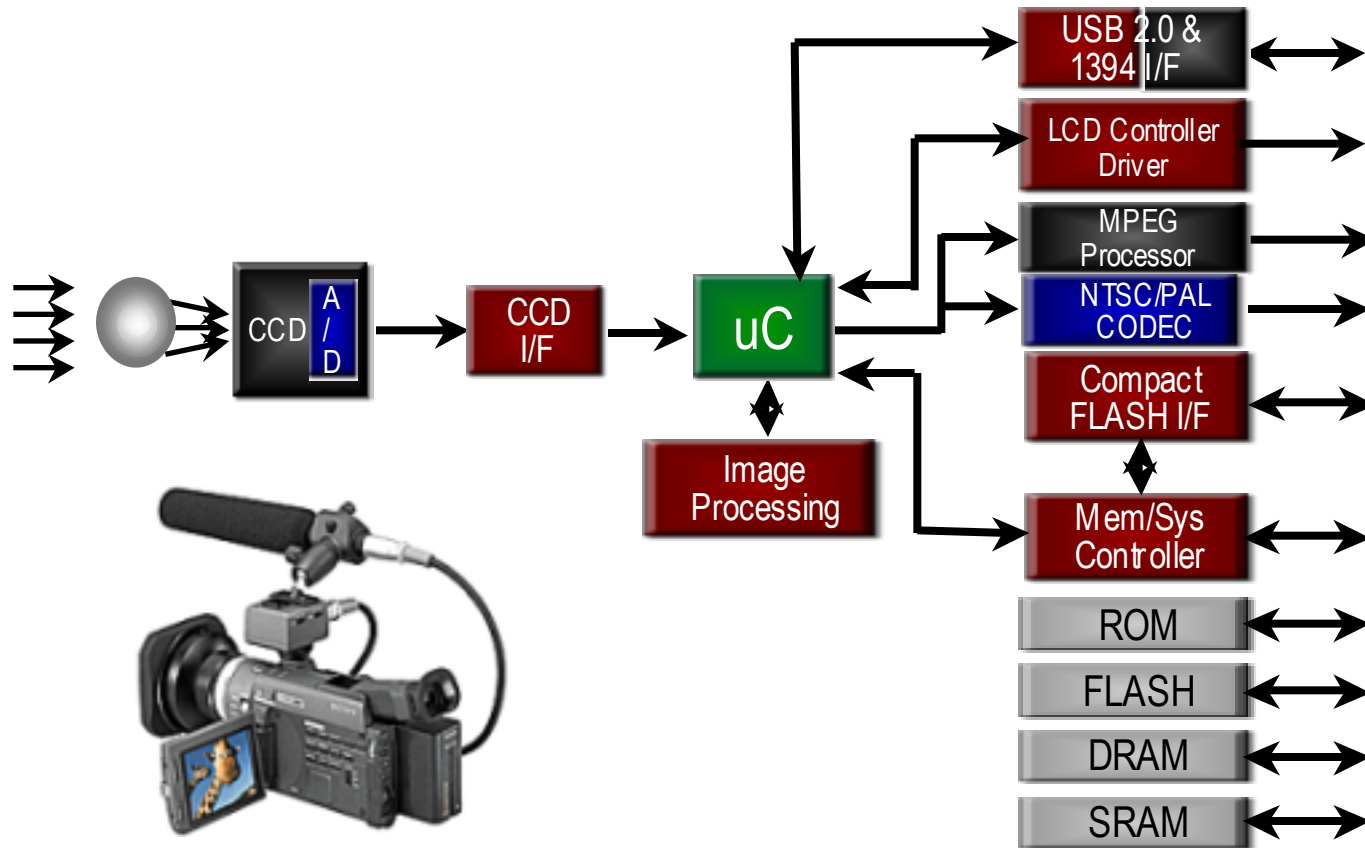 USB 2.0 &
1394 I/F
LCD Controller
Driver
MPEG
Processor
NTSC/PAL
CODEC
A
/
D
CCD
CCD
I/F
uC
Compact
FLASH I/F
Image
Processing
Mem/Sys
Controller
ROM
FLASH
DRAM
SRAM
SONY